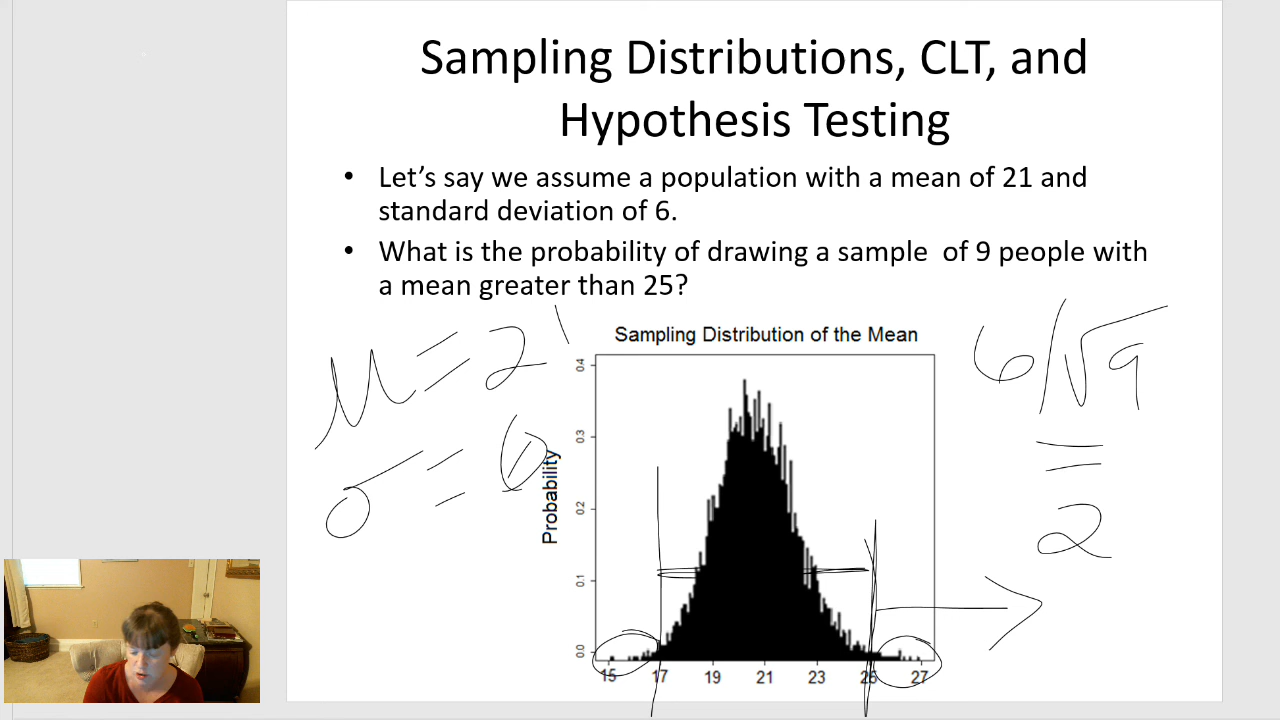 Sampling Distributions, CLT, and
Hypothesis Testing
• Let’s say we assume a population with a mean of 21 and
standard deviation of 6.
• What is the probability of drawing a sample of 9 people with
a mean greater than 25?
μ = 21
σ = 6
Sampling Distribution of the Mean
Probability
0.4
0.3
0.2
0.1
0.0
15 17 19 21 23 25 27
6/√9
=
2